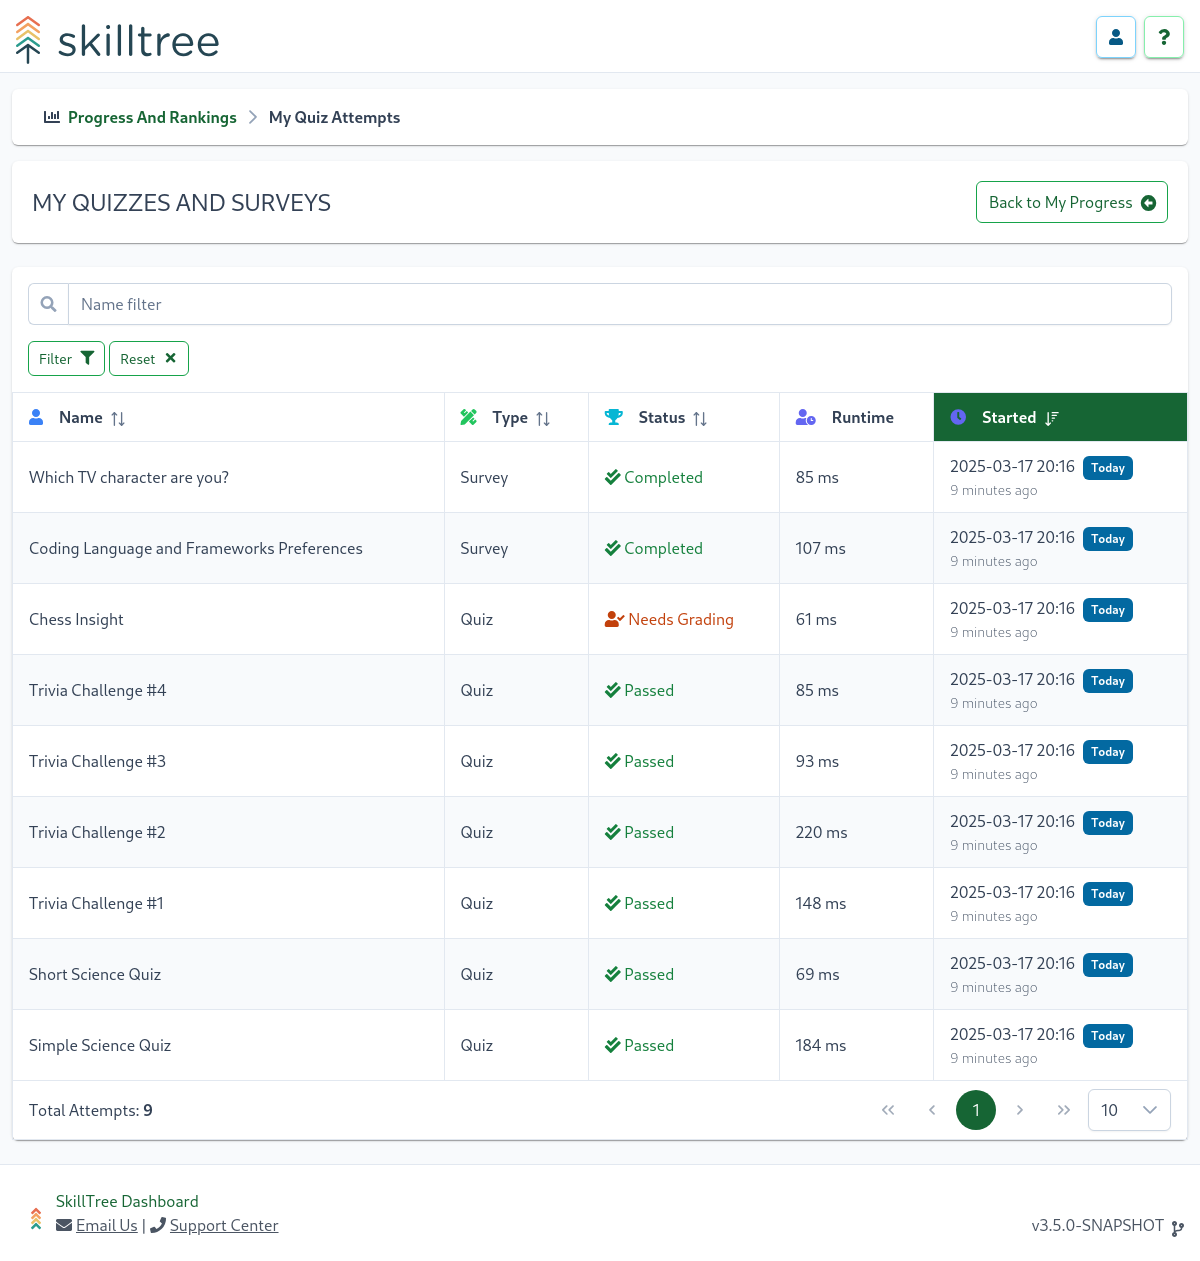 skilltree
?
Progress And Rankings > My Quiz Attempts
MY QUIZZES AND SURVEYS
Back to My Progress
Name filter
Filter
Reset
Name Type Status Runtime Started
Which TV character are you? Survey Completed 85 ms 2025-03-17 20:16 Today
9 minutes ago
Coding Language and Frameworks Preferences Survey Completed 107 ms 2025-03-17 20:16 Today
9 minutes ago
Chess Insight Quiz Needs Grading 61 ms 2025-03-17 20:16 Today
9 minutes ago
Trivia Challenge #4 Quiz Passed 85 ms 2025-03-17 20:16 Today
9 minutes ago
Trivia Challenge #3 Quiz Passed 93 ms 2025-03-17 20:16 Today
9 minutes ago
Trivia Challenge #2 Quiz Passed 220 ms 2025-03-17 20:16 Today
9 minutes ago
Trivia Challenge #1 Quiz Passed 148 ms 2025-03-17 20:16 Today
9 minutes ago
Short Science Quiz Quiz Passed 69 ms 2025-03-17 20:16 Today
9 minutes ago
Simple Science Quiz Quiz Passed 184 ms 2025-03-17 20:16 Today
9 minutes ago
Total Attempts: 9 « ‹ 1 › » 10
SkillTree Dashboard
Email Us | Support Center
v3.5.0-SNAPSHOT